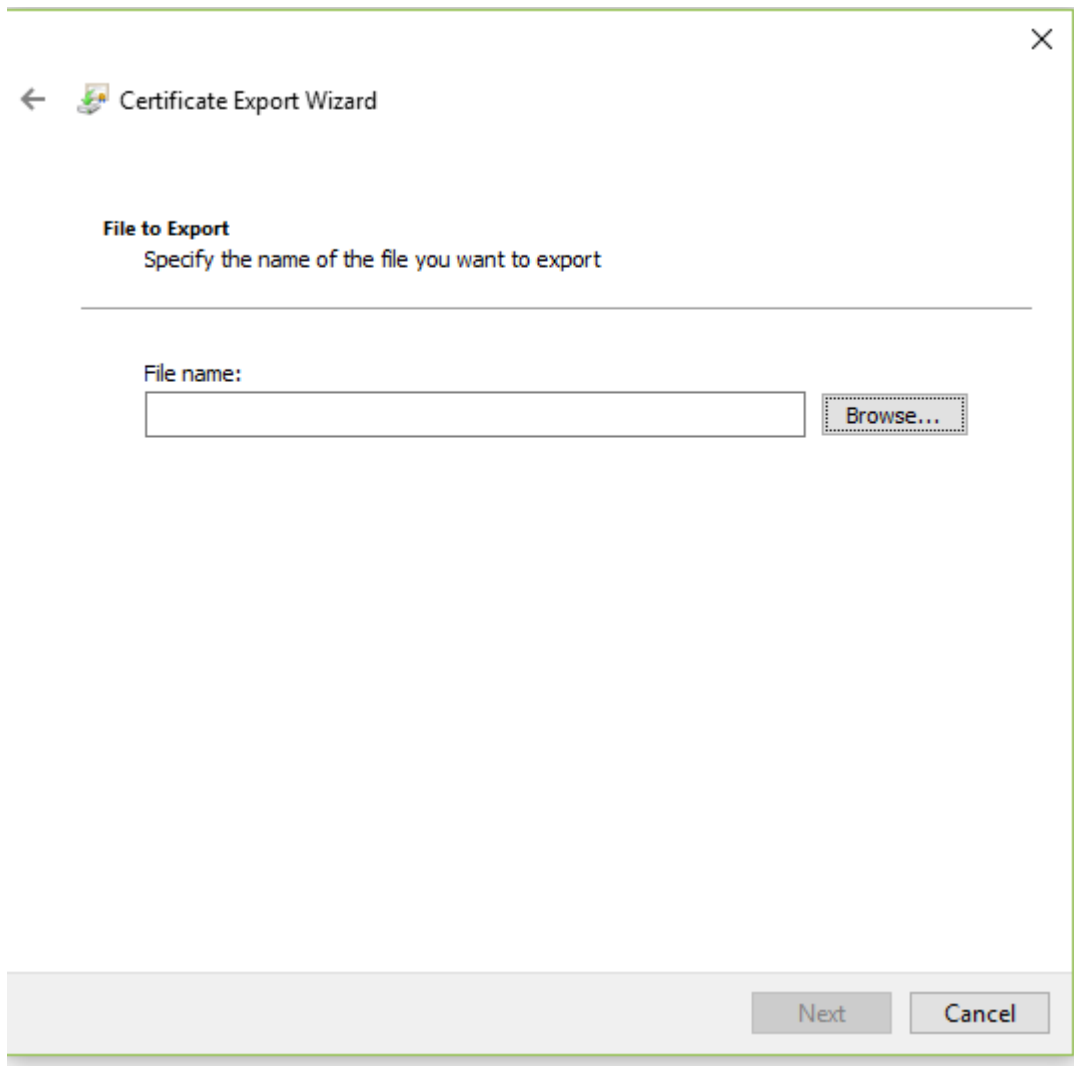 Certificate Export Wizard
File to Export
Specify the name of the file you want to export
File name:
Browse...
Next
Cancel